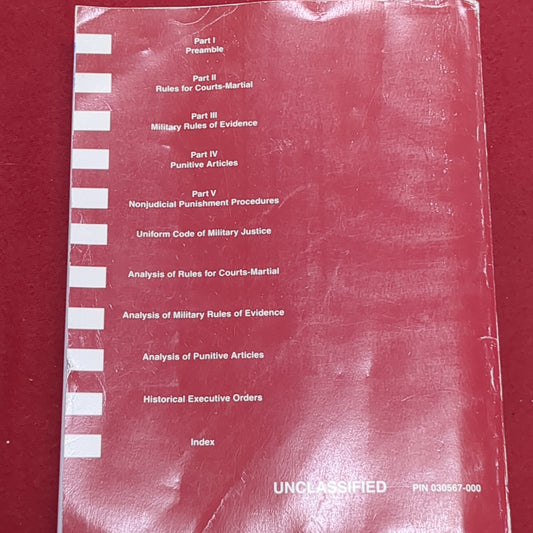 Part I
Preamble
Part II
Rules for Courts-Martial
Part III
Military Rules of Evidence
Part IV
Punitive Articles
Part V
Nonjudicial Punishment Procedures
Uniform Code of Military Justice
Analysis of Rules for Courts-Martial
Analysis of Military Rules of Evidence
Analysis of Punitive Articles
Historical Executive Orders
Index
UNCLASSIFIED PIN 030567-000